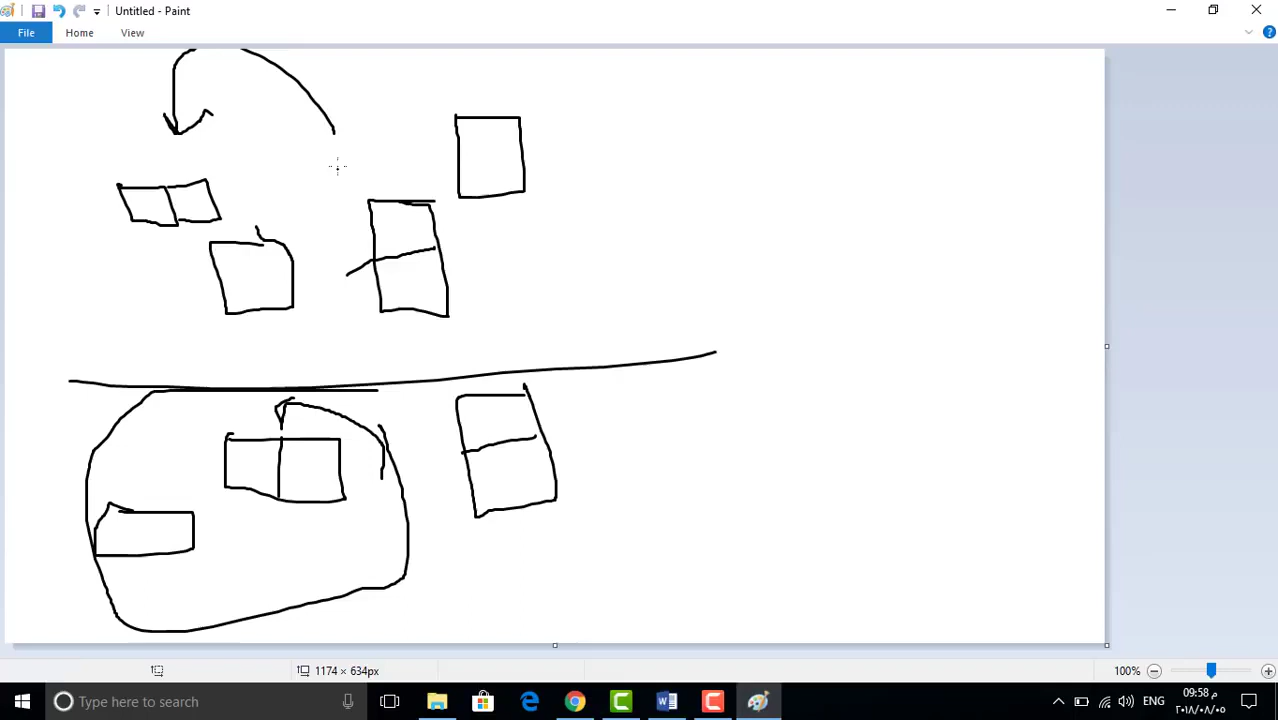 Untitled - Paint
File
Home
View
1174 × 634px
100%
Type here to search
ENG
09:58 م
٢٠١٨/٠٨/٠٥